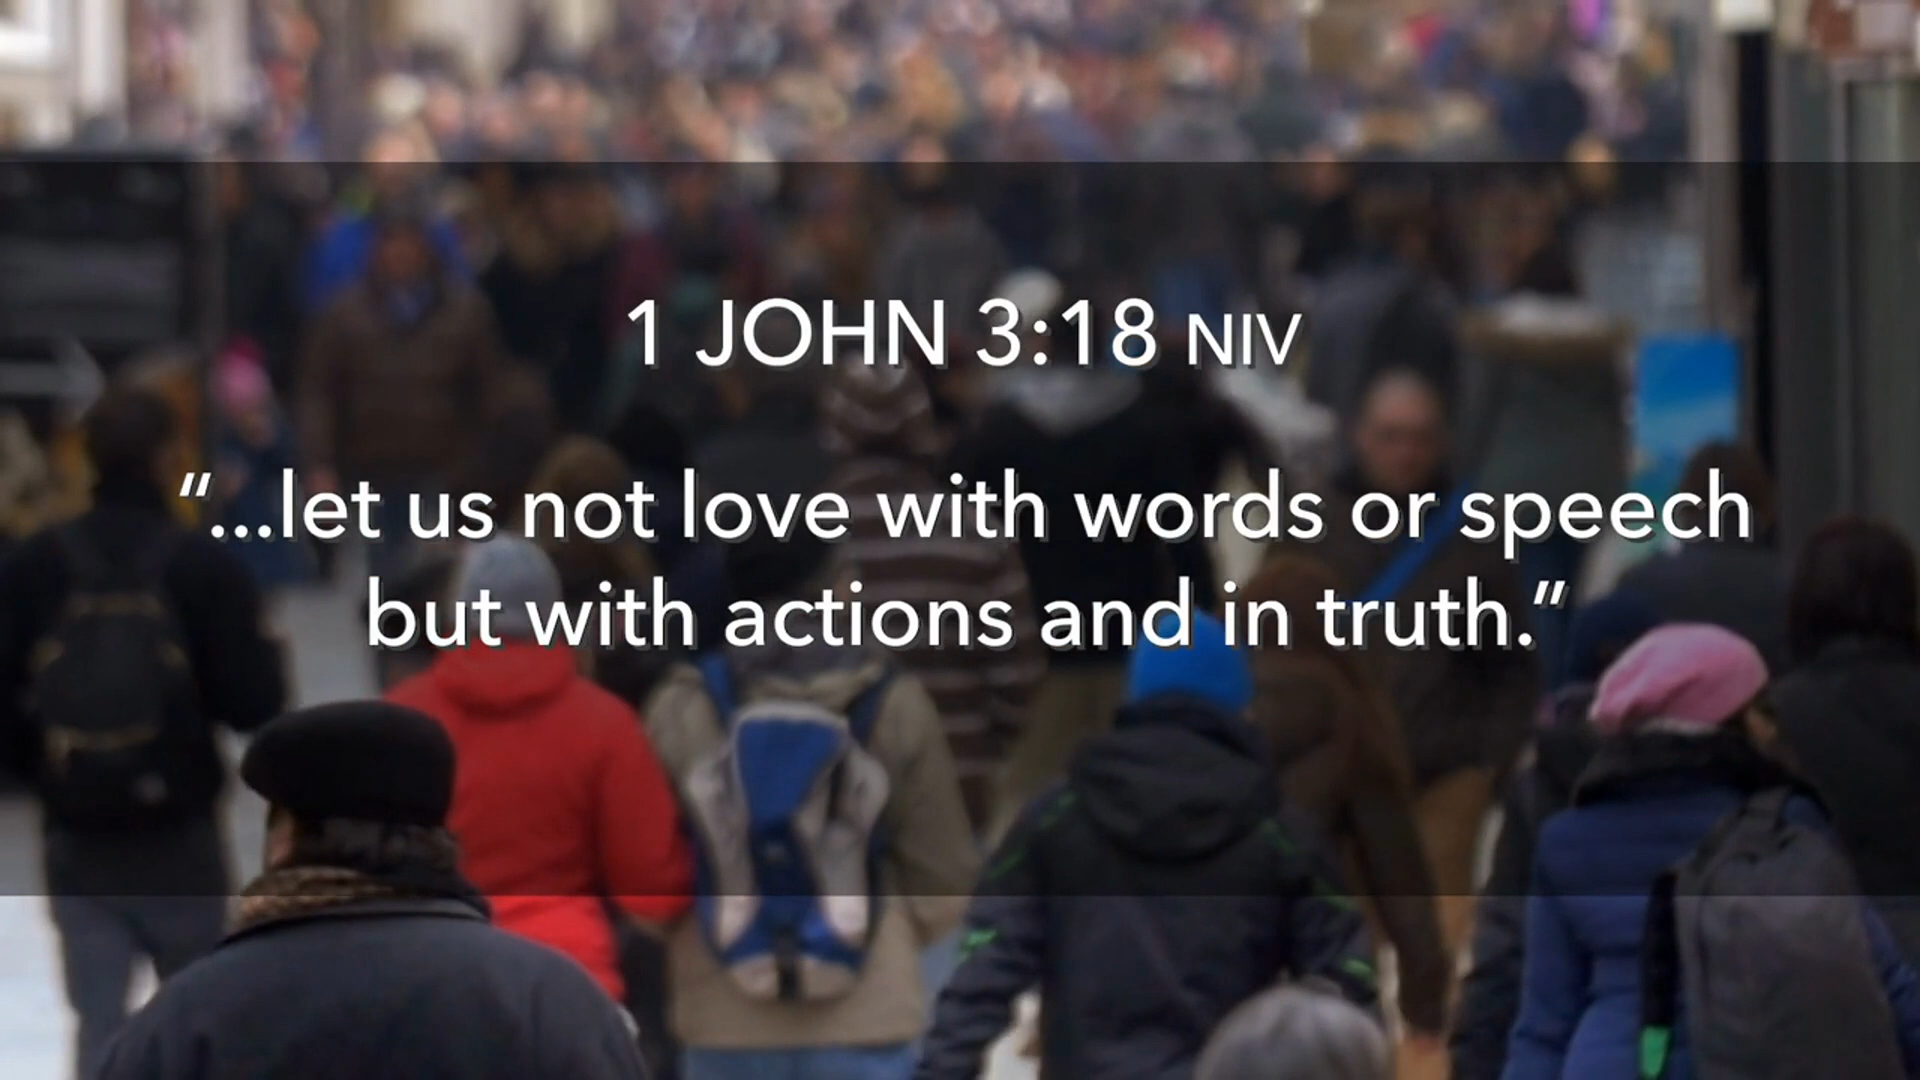 1 JOHN 3:18 NIV
“...let us not love with words or speech
but with actions and in truth.”